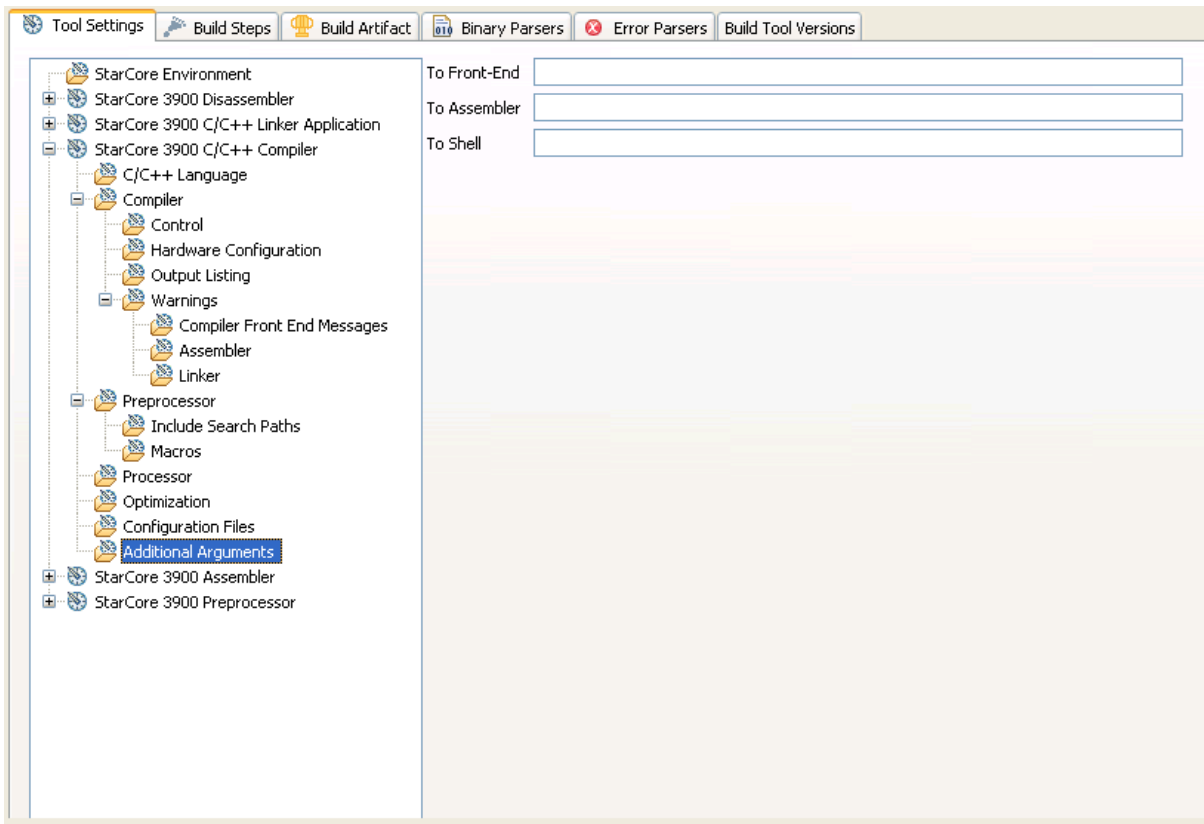 Tool Settings Build Steps Build Artifact Binary Parsers Error Parsers Build Tool Versions
StarCore Environment
StarCore 3900 Disassembler
StarCore 3900 C/C++ Linker Application
StarCore 3900 C/C++ Compiler
C/C++ Language
Compiler
Control
Hardware Configuration
Output Listing
Warnings
Compiler Front End Messages
Assembler
Linker
Preprocessor
Include Search Paths
Macros
Processor
Optimization
Configuration Files
Additional Arguments
StarCore 3900 Assembler
StarCore 3900 Preprocessor
To Front-End
To Assembler
To Shell